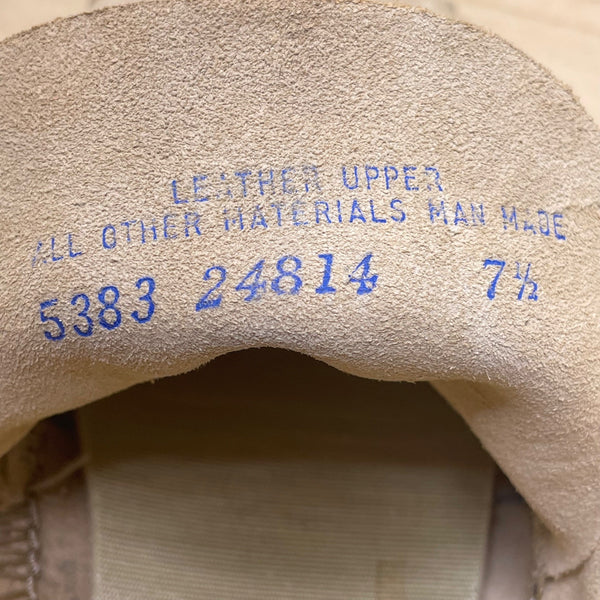 LEATHER UPPER
ALL OTHER MATERIALS MAN MADE
5383 24814 7½